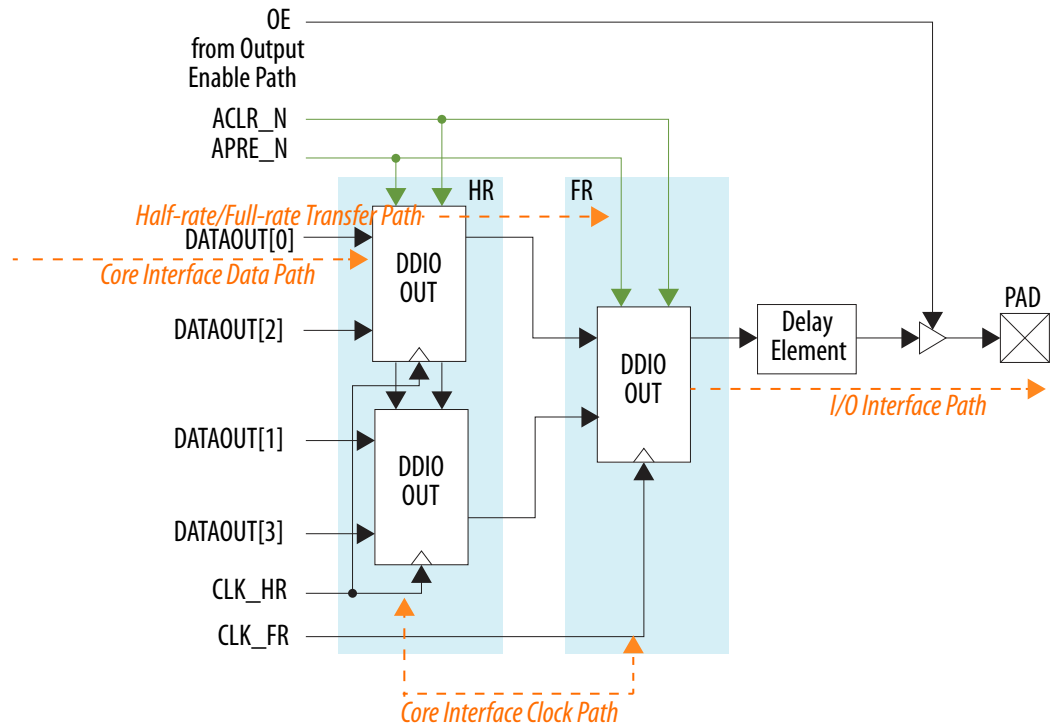 OE
from Output
Enable Path
ACLR_N
APRE_N
HR
FR
Half-rate/Full-rate Transfer Path
DATAOUT[0]
Core Interface Data Path
DDIO
OUT
DATAOUT[2]
PAD
Delay
Element
DDIO
OUT
I/O Interface Path
DATAOUT[1]
DDIO
OUT
DATAOUT[3]
CLK_HR
CLK_FR
Core Interface Clock Path